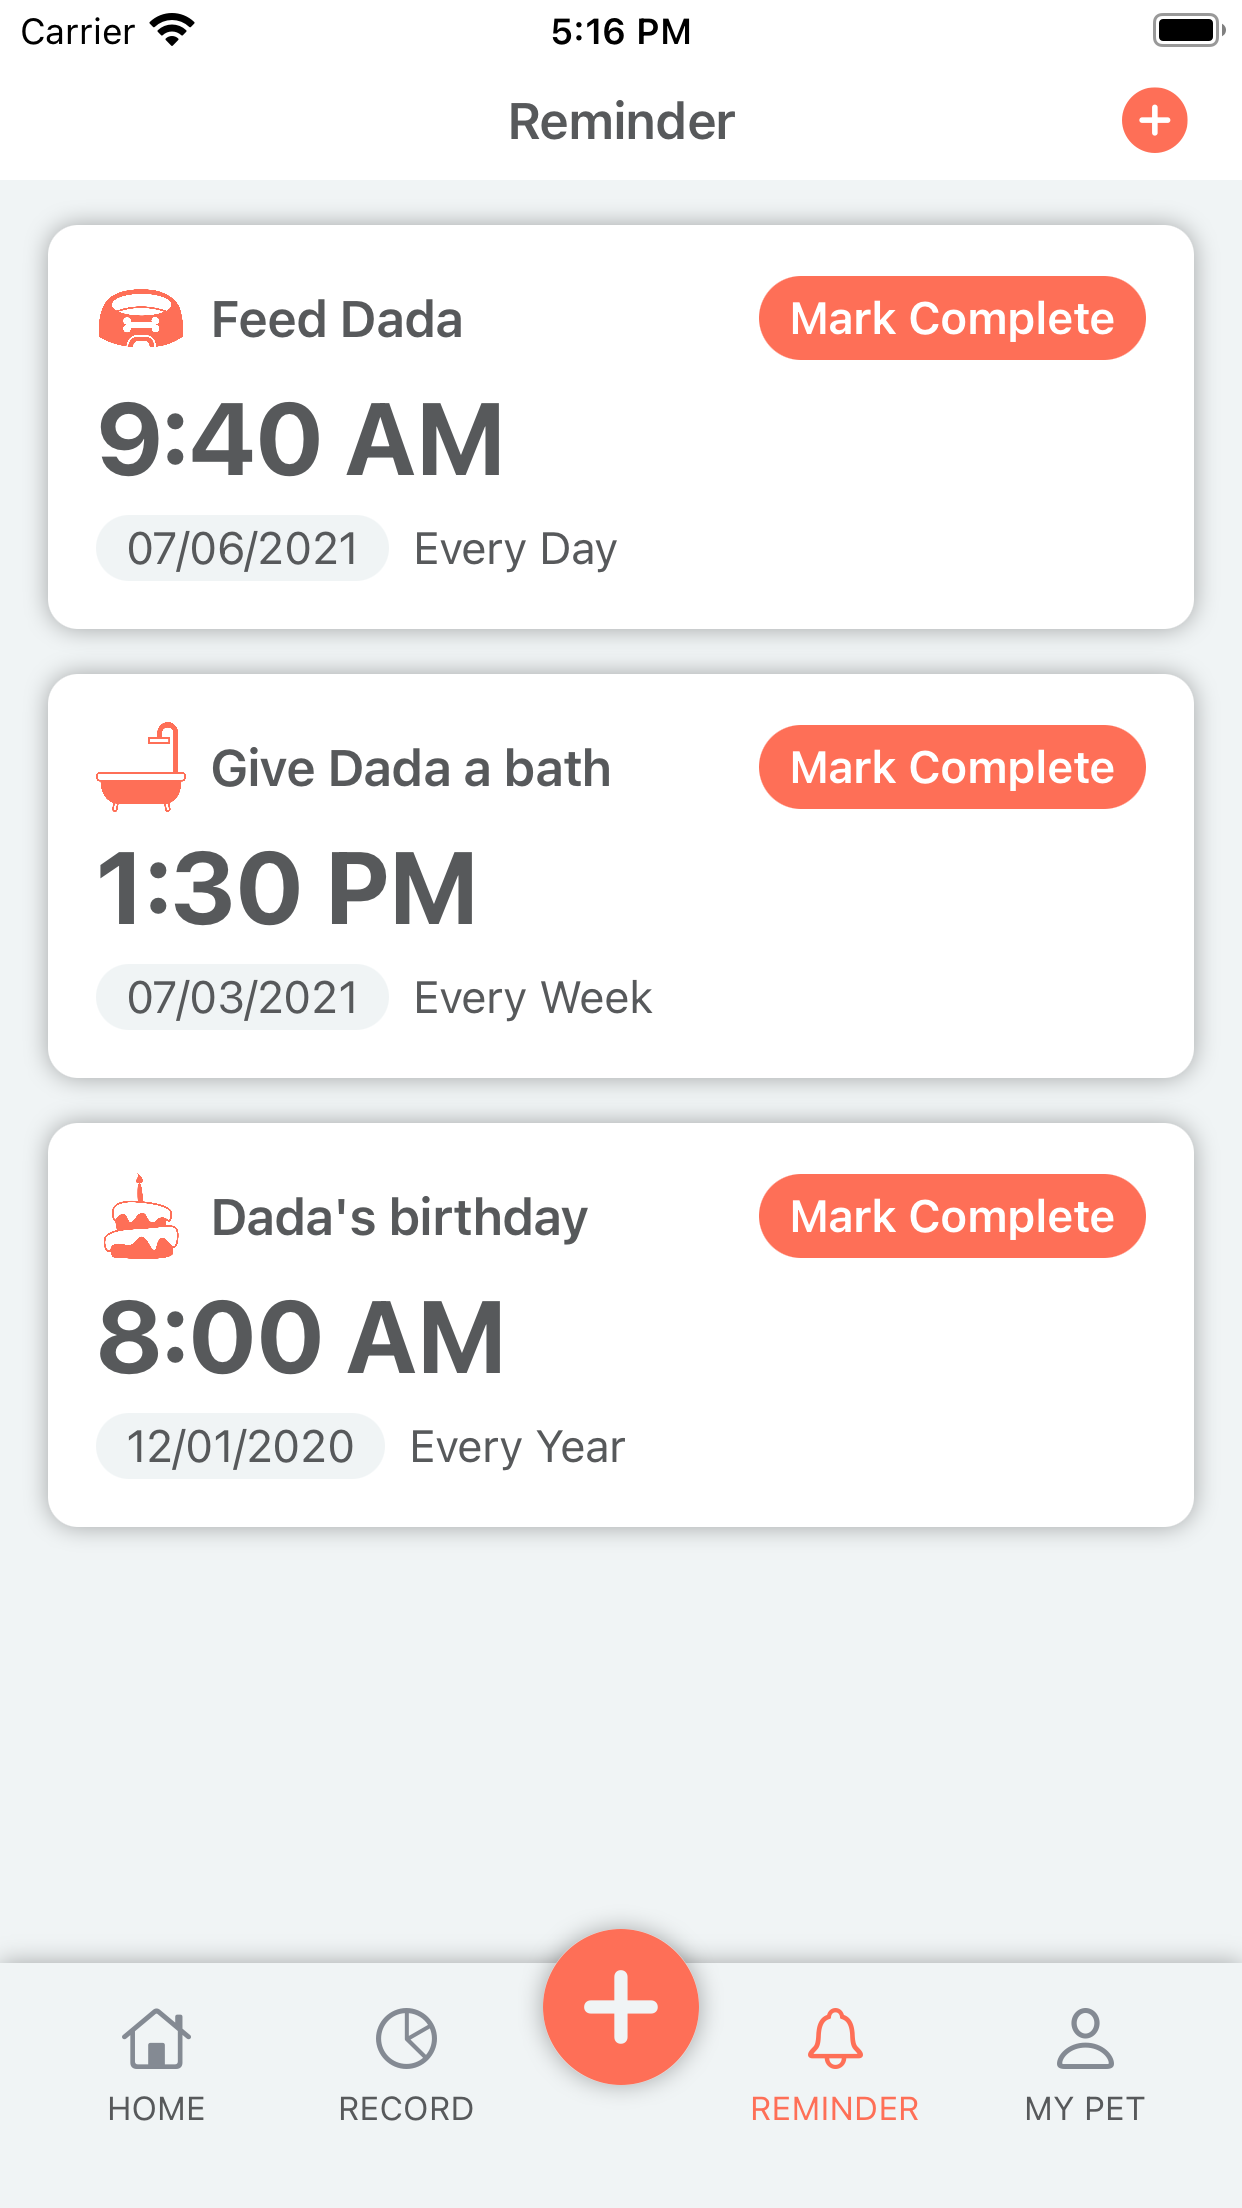 Carrier 5:16 PM
Reminder
Feed Dada Mark Complete
9:40 AM
07/06/2021 Every Day
Give Dada a bath Mark Complete
1:30 PM
07/03/2021 Every Week
Dada's birthday Mark Complete
8:00 AM
12/01/2020 Every Year
HOME RECORD REMINDER MY PET